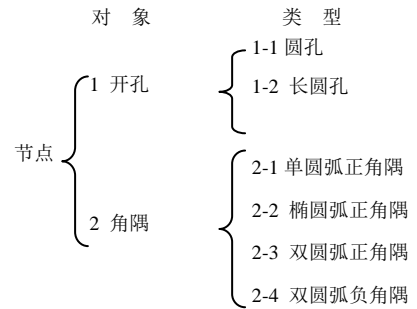 对 象 类 型
1-1 圆孔
1 开孔 1-2 长圆孔
节点
2-1 单圆弧正角隅
2-2 椭圆弧正角隅
2 角隅
2-3 双圆弧正角隅
2-4 双圆弧负角隅